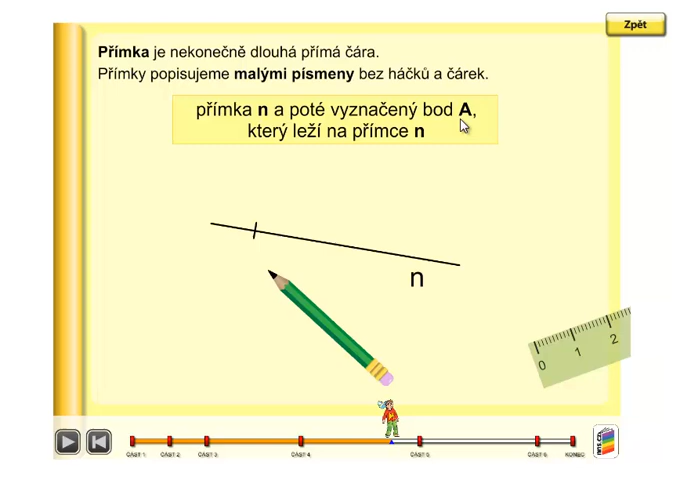 Zpět
Přímka je nekonečně dlouhá přímá čára.
Přímky popisujeme malými písmeny bez háčků a čárek.
přímka n a poté vyznačený bod A,
který leží na přímce n
n
0 1 2
ČÁST 1 ČÁST 2 ČÁST 3 ČÁST 4 ČÁST 5 ČÁST 6 KONEC